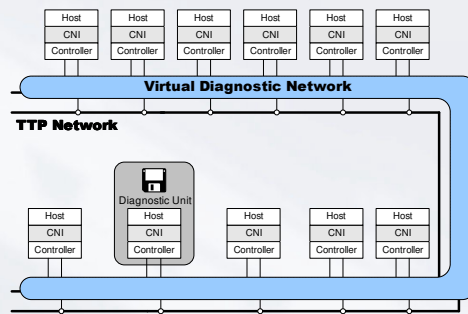 Host Host Host Host Host Host
CNI CNI CNI CNI CNI CNI
Controller Controller Controller Controller Controller Controller
Virtual Diagnostic Network
TTP Network
Diagnostic Unit
Host Host Host Host Host
CNI CNI CNI CNI CNI
Controller Controller Controller Controller Controller